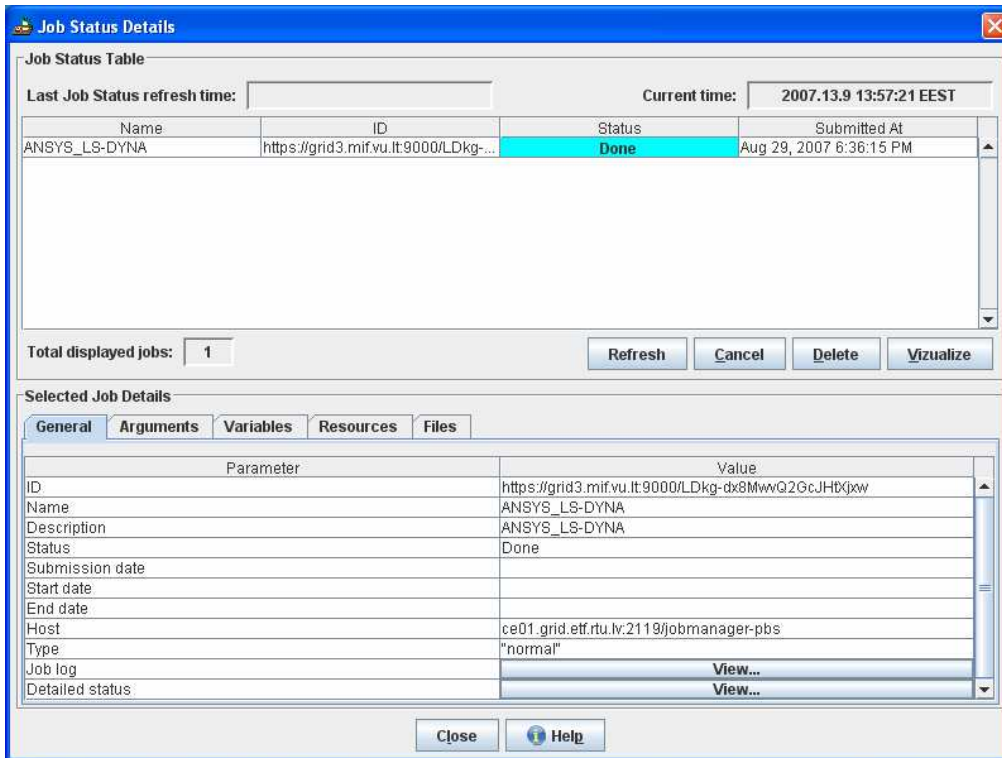 Job Status Details
Job Status Table
Last Job Status refresh time: Current time: 2007.13.9 13:57:21 EEST
Name ID Status Submitted At
ANSYS_LS-DYNA https://grid3.mif.vu.lt:9000/LDkg-... Done Aug 29, 2007 6:36:15 PM
Total displayed jobs: 1 Refresh Cancel Delete Vizualize
Selected Job Details
General Arguments Variables Resources Files
Parameter Value
ID https://grid3.mif.vu.lt:9000/LDkg-dx8MwvQ2GcJHtXjxw
Name ANSYS_LS-DYNA
Description ANSYS_LS-DYNA
Status Done
Submission date
Start date
End date
Host ce01.grid.etf.rtu.lv:2119/jobmanager-pbs
Type "normal"
Job log View...
Detailed status View...
Close Help